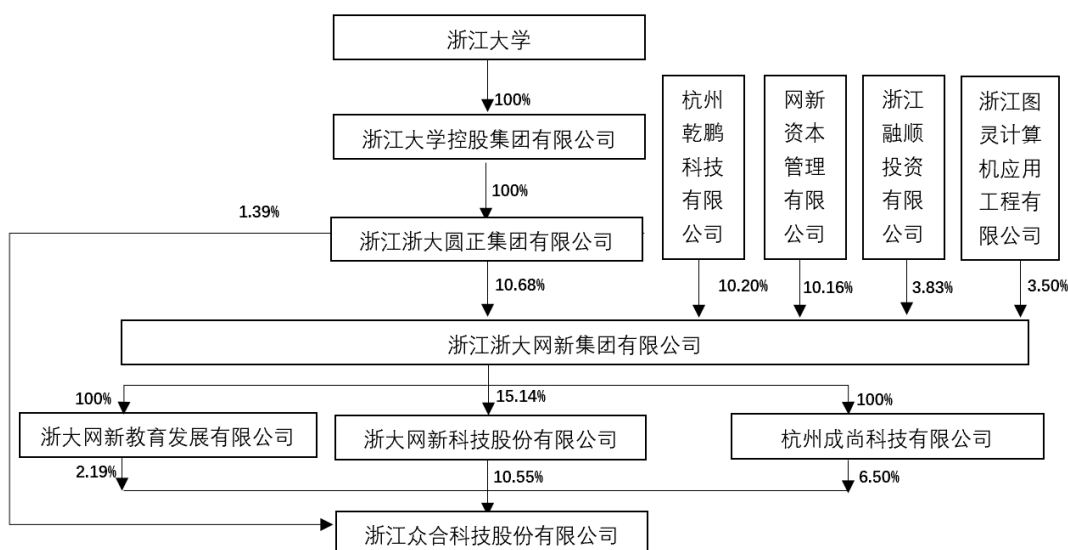 浙江大学
100%
浙江大学控股集团有限公司
100%
1.39%
浙江浙大圆正集团有限公司
杭州
乾鹏
科技
有限
公司
网新
资本
管理
有限
公司
浙江
融顺
投资
有限
公司
浙江图
灵计算
机应用
工程有
限公司
10.68%
10.20%
10.16%
3.83%
3.50%
浙江浙大网新集团有限公司
100%
15.14%
100%
浙大网新教育发展有限公司
浙大网新科技股份有限公司
杭州成尚科技有限公司
2.19%
10.55%
6.50%
浙江众合科技股份有限公司